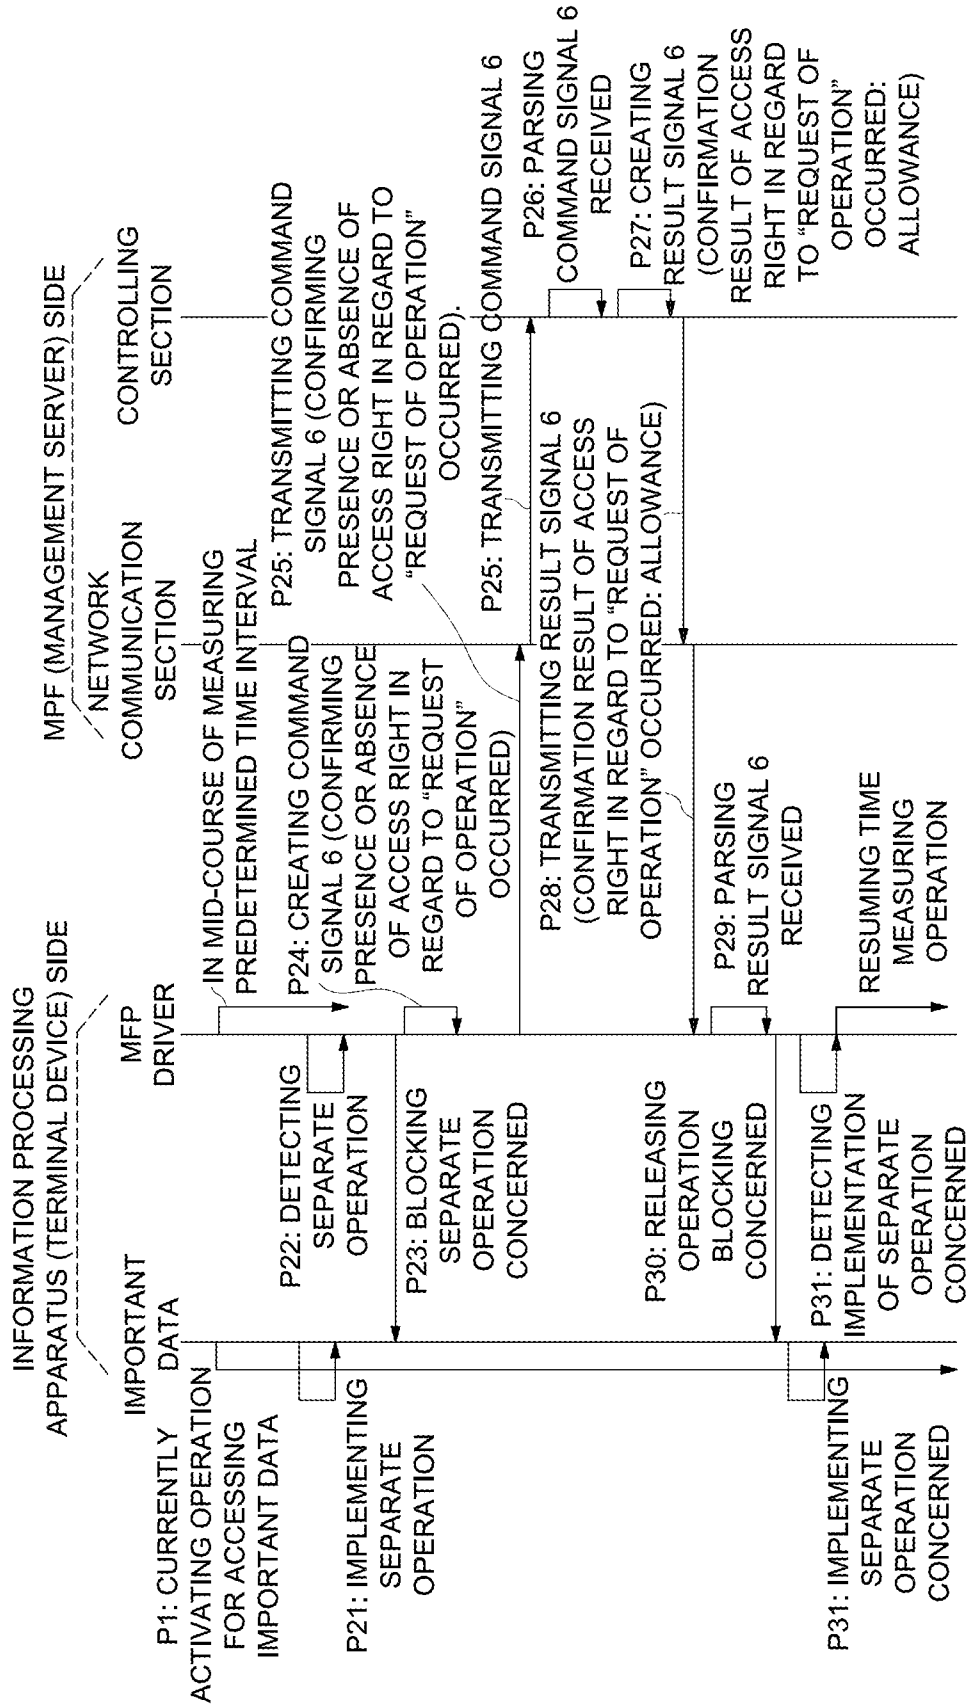 INFORMATION PROCESSING
APPARATUS (TERMINAL DEVICE) SIDE
MPF (MANAGEMENT SERVER) SIDE
IMPORTANT
DATA
MFP
DRIVER
NETWORK
COMMUNICATION
SECTION
CONTROLLING
SECTION
P1: CURRENTLY
ACTIVATING OPERATION
FOR ACCESSING
IMPORTANT DATA
IN MID-COURSE OF MEASURING
PREDETERMINED TIME INTERVAL
P21: IMPLEMENTING
SEPARATE
OPERATION
P22: DETECTING
SEPARATE
OPERATION
P23: BLOCKING
SEPARATE
OPERATION
CONCERNED
P24: CREATING COMMAND
SIGNAL 6 (CONFIRMING
PRESENCE OR ABSENCE
OF ACCESS RIGHT IN
REGARD TO “REQUEST
OF OPERATION”
OCCURRED)
P25: TRANSMITTING COMMAND
SIGNAL 6 (CONFIRMING
PRESENCE OR ABSENCE OF
ACCESS RIGHT IN REGARD TO
“REQUEST OF OPERATION”
OCCURRED).
P25: TRANSMITTING COMMAND SIGNAL 6
P26: PARSING
COMMAND SIGNAL 6
RECEIVED
P27: CREATING
RESULT SIGNAL 6
(CONFIRMATION
RESULT OF ACCESS
RIGHT IN REGARD
TO “REQUEST OF
OPERATION”
OCCURRED:
ALLOWANCE)
P28: TRANSMITTING RESULT SIGNAL 6
(CONFIRMATION RESULT OF ACCESS
RIGHT IN REGARD TO “REQUEST OF
OPERATION” OCCURRED: ALLOWANCE)
P29: PARSING
RESULT SIGNAL 6
RECEIVED
P30: RELEASING
OPERATION
BLOCKING
CONCERNED
P31: IMPLEMENTING
SEPARATE
OPERATION
CONCERNED
P31: DETECTING
IMPLEMENTATION
OF SEPARATE
OPERATION
CONCERNED
RESUMING TIME
MEASURING
OPERATION